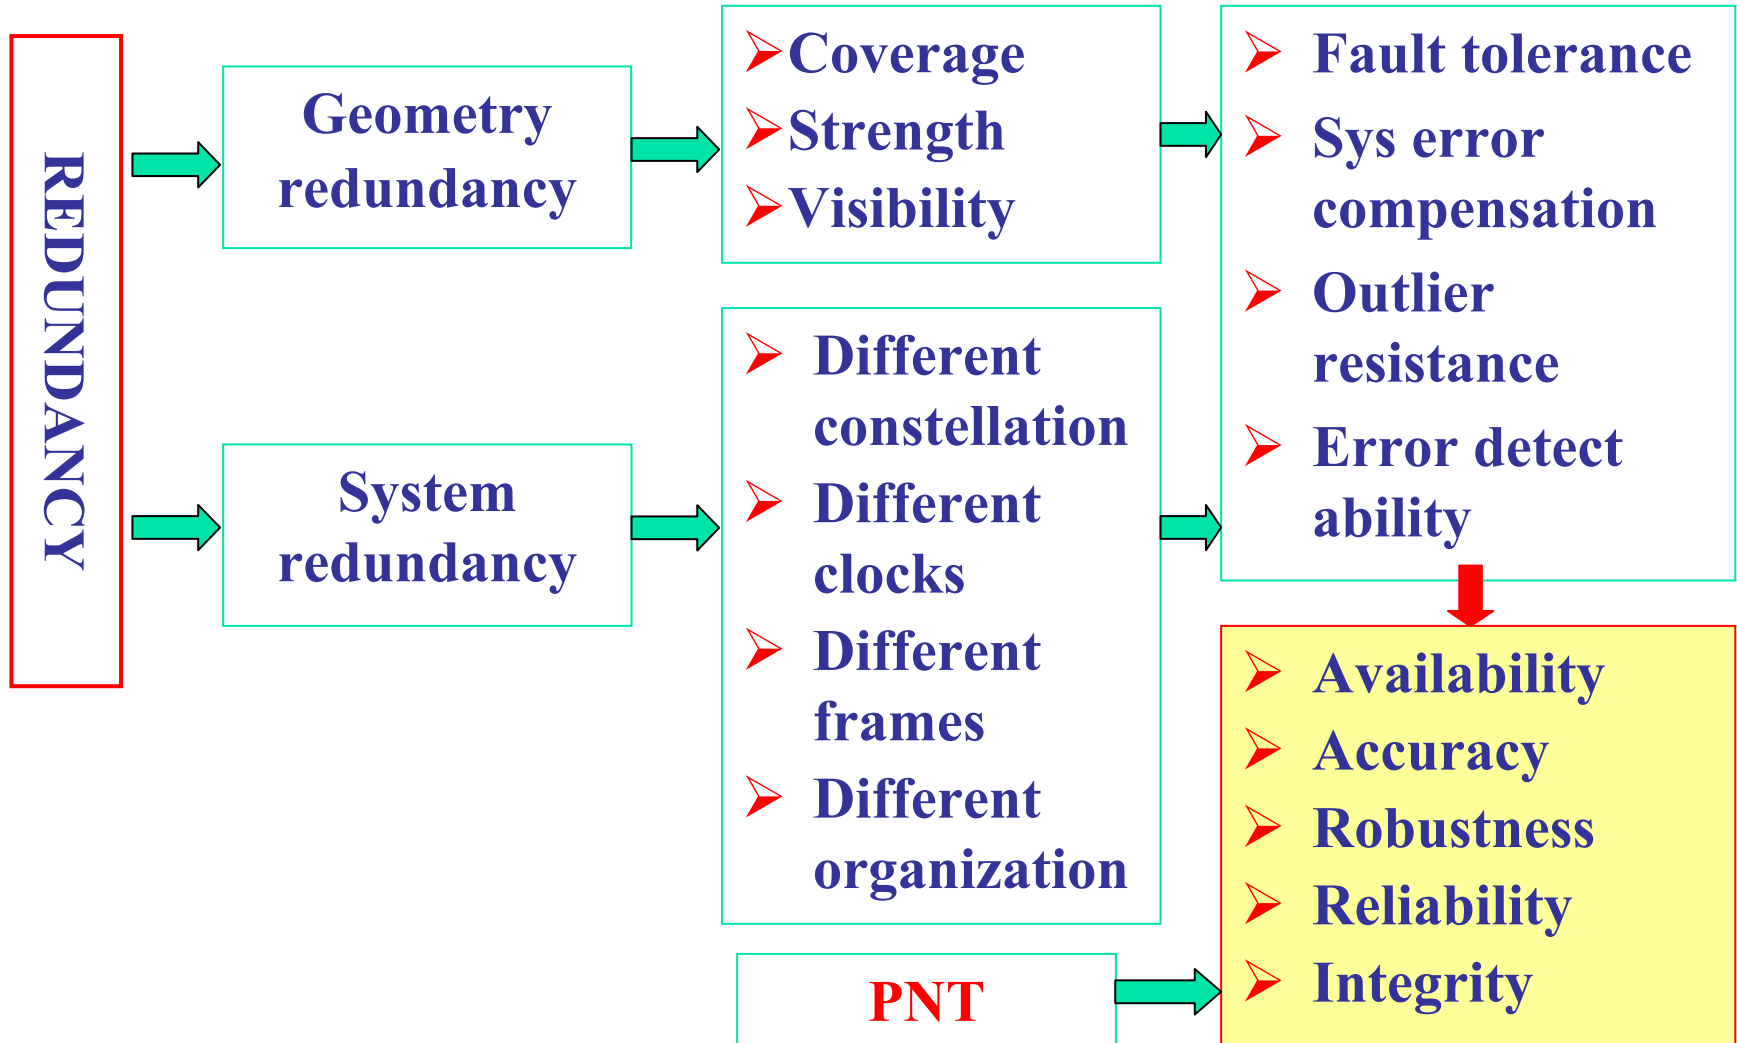 REDUNDANCY
Geometry
redundancy
Coverage
Strength
Visibility
Fault tolerance
Sys error
compensation
Outlier
resistance
Error detect
ability
System
redundancy
Different
constellation
Different
clocks
Different
frames
Different
organization
Availability
Accuracy
Robustness
Reliability
Integrity
PNT